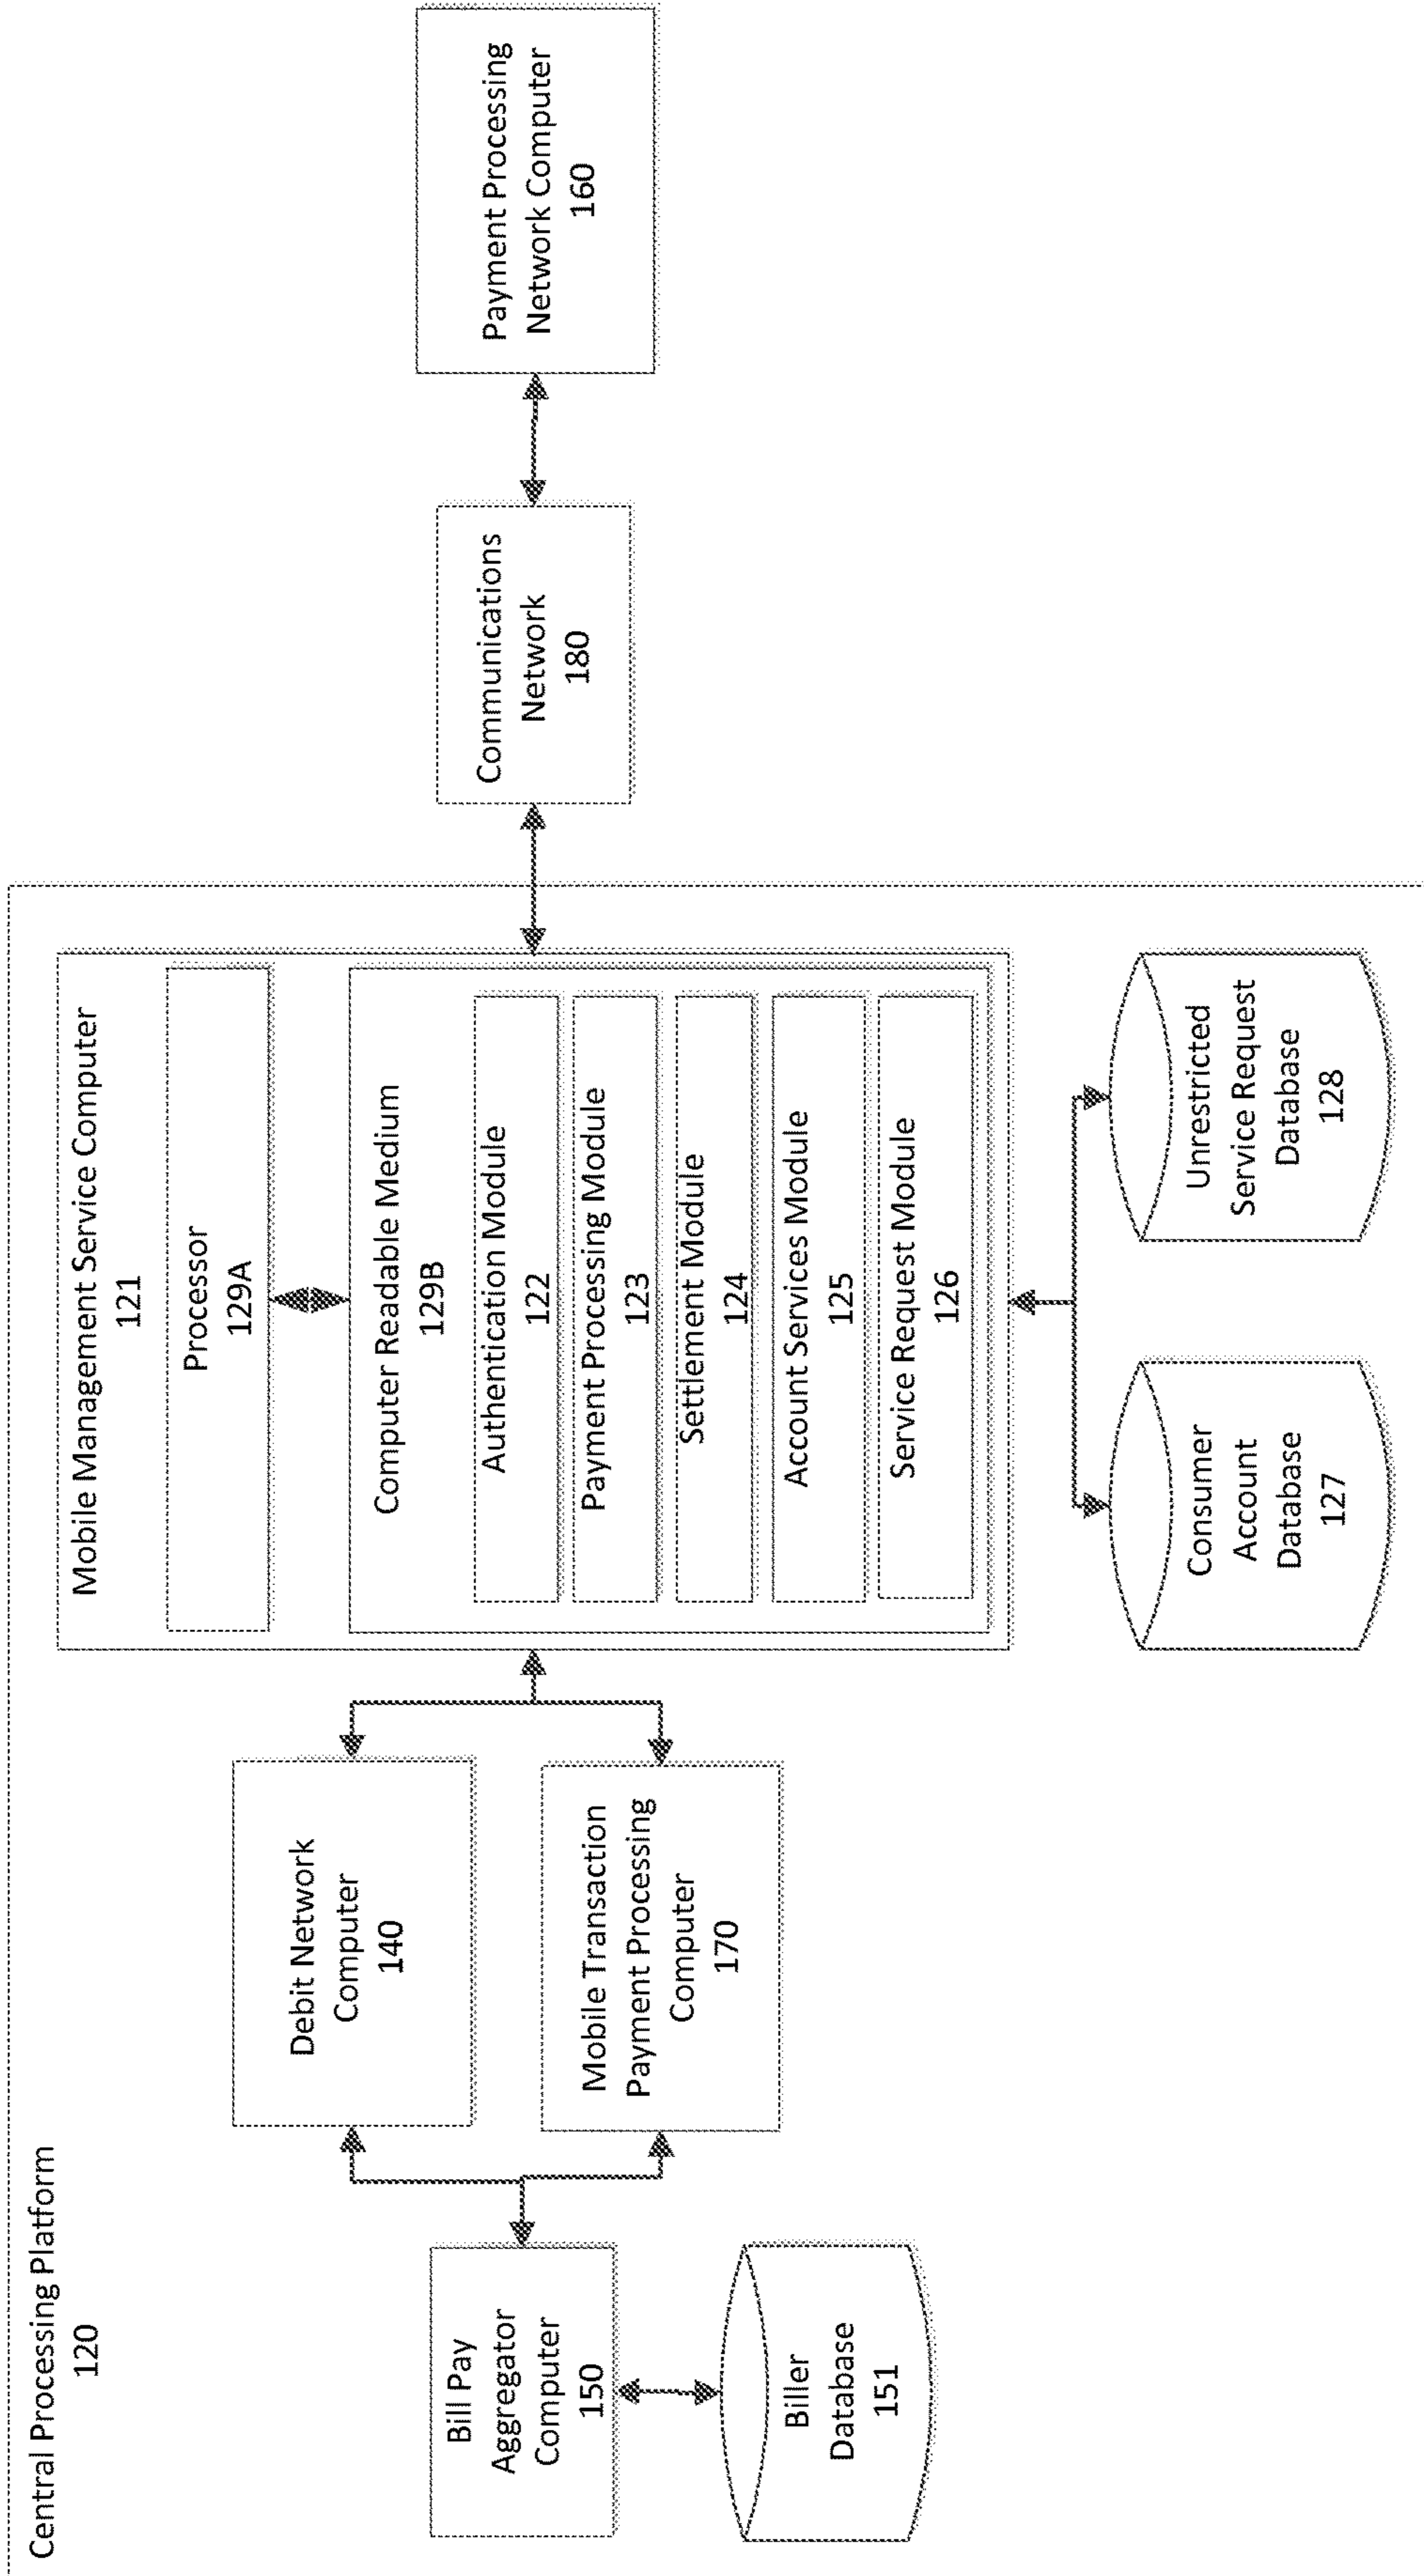 Central Processing Platform
120
Bill Pay
Aggregator
Computer
150
Biller
Database
151
Debit Network
Computer
140
Mobile Transaction
Payment Processing
Computer
170
Mobile Management Service Computer
121
Processor
129A
Computer Readable Medium
129B
Authentication Module
122
Payment Processing Module
123
Settlement Module
124
Account Services Module
125
Service Request Module
126
Consumer
Account
Database
127
Unrestricted
Service Request
Database
128
Communications
Network
180
Payment Processing
Network Computer
160